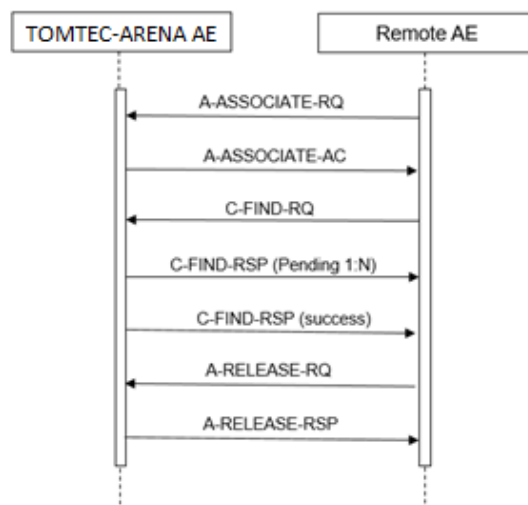 TOMTEC-ARENA AE
Remote AE
A-ASSOCIATE-RQ
A-ASSOCIATE-AC
C-FIND-RQ
C-FIND-RSP (Pending 1:N)
C-FIND-RSP (success)
A-RELEASE-RQ
A-RELEASE-RSP